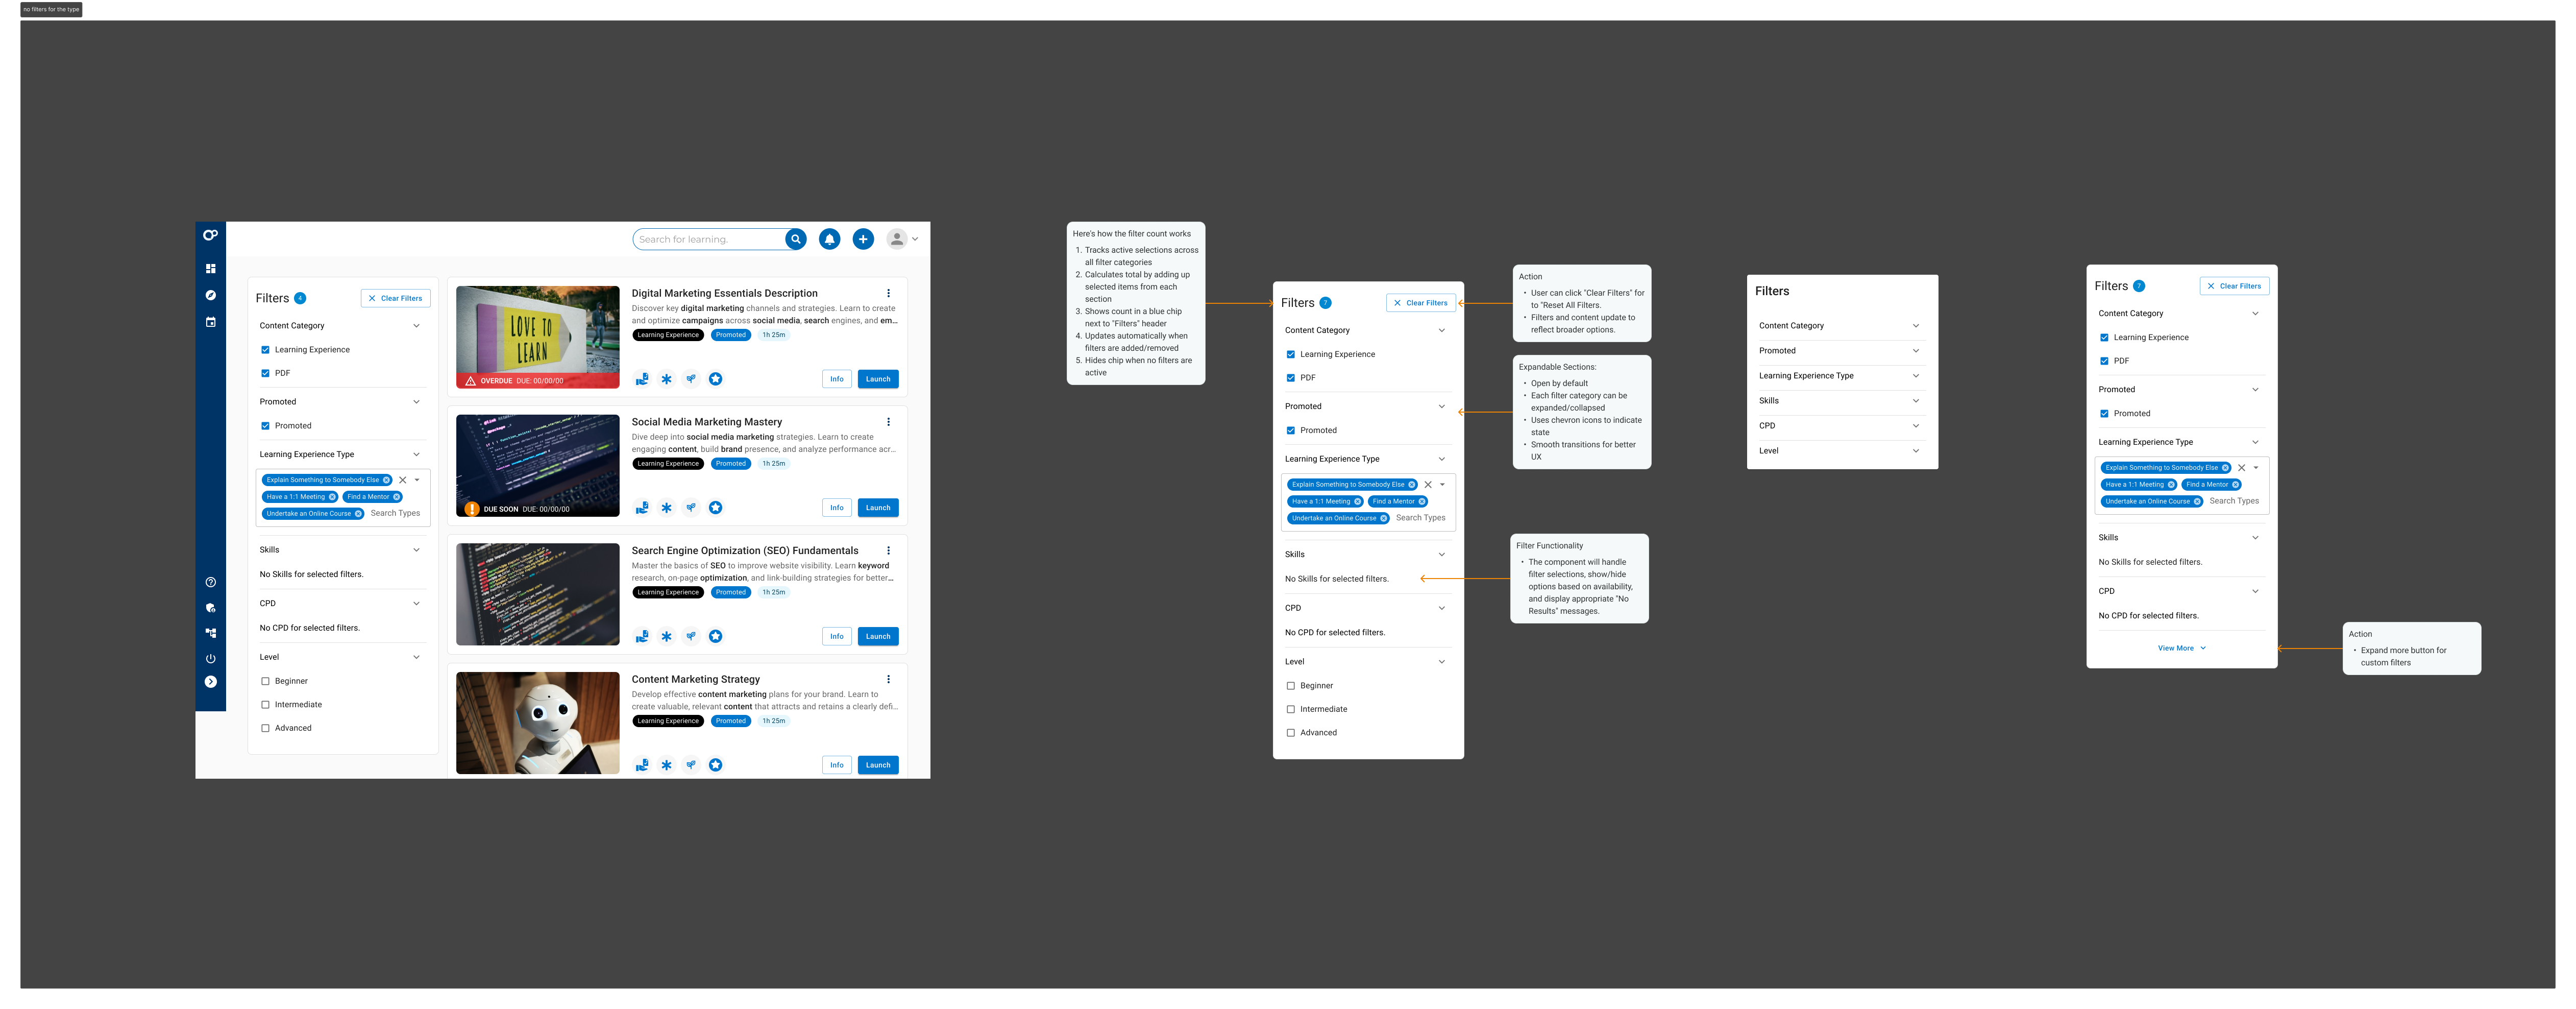 no filters for the type
Search for learning.
Filters 4
Clear Filters
Content Category
Learning Experience
PDF
Promoted
Promoted
Learning Experience Type
Explain Something to Somebody Else
Have a 1:1 Meeting
Find a Mentor
Undertake an Online Course
Search Types
Skills
No Skills for selected filters.
CPD
No CPD for selected filters.
Level
Beginner
Intermediate
Advanced
LOVE TO
LEARN
OVERDUE DUE: 00/00/00
Digital Marketing Essentials Description
Discover key digital marketing channels and strategies. Learn to create
and optimize campaigns across social media, search engines, and em...
Learning Experience
Promoted
1h 25m
Info
Launch
DUE SOON DUE: 00/00/00
Social Media Marketing Mastery
Dive deep into social media marketing strategies. Learn to create
engaging content, build brand presence, and analyze performance acr...
Learning Experience
Promoted
1h 25m
Info
Launch
Search Engine Optimization (SEO) Fundamentals
Master the basics of SEO to improve website visibility. Learn keyword
research, on-page optimization, and link-building strategies for better...
Learning Experience
Promoted
1h 25m
Info
Launch
Content Marketing Strategy
Develop effective content marketing plans for your brand. Learn to
create valuable, relevant content that attracts and retains a clearly defi...
Learning Experience
Promoted
1h 25m
Info
Launch
Here's how the filter count works
1. Tracks active selections across
all filter categories
2. Calculates total by adding up
selected items from each
section
3. Shows count in a blue chip
next to "Filters" header
4. Updates automatically when
filters are added/removed
5. Hides chip when no filters are
active
Filters 7
Clear Filters
Content Category
Learning Experience
PDF
Promoted
Promoted
Learning Experience Type
Explain Something to Somebody Else
Have a 1:1 Meeting
Find a Mentor
Undertake an Online Course
Search Types
Skills
No Skills for selected filters.
CPD
No CPD for selected filters.
Level
Beginner
Intermediate
Advanced
Action
• User can click "Clear Filters" for
to "Reset All Filters.
• Filters and content update to
reflect broader options.
Expandable Sections:
• Open by default
• Each filter category can be
expanded/collapsed
• Uses chevron icons to indicate
state
• Smooth transitions for better
UX
Filter Functionality
• The component will handle
filter selections, show/hide
options based on availability,
and display appropriate "No
Results" messages.
Filters
Content Category
Promoted
Learning Experience Type
Skills
CPD
Level
Filters 7
Clear Filters
Content Category
Learning Experience
PDF
Promoted
Promoted
Learning Experience Type
Explain Something to Somebody Else
Have a 1:1 Meeting
Find a Mentor
Undertake an Online Course
Search Types
Skills
No Skills for selected filters.
CPD
No CPD for selected filters.
View More
Action
• Expand more button for
custom filters